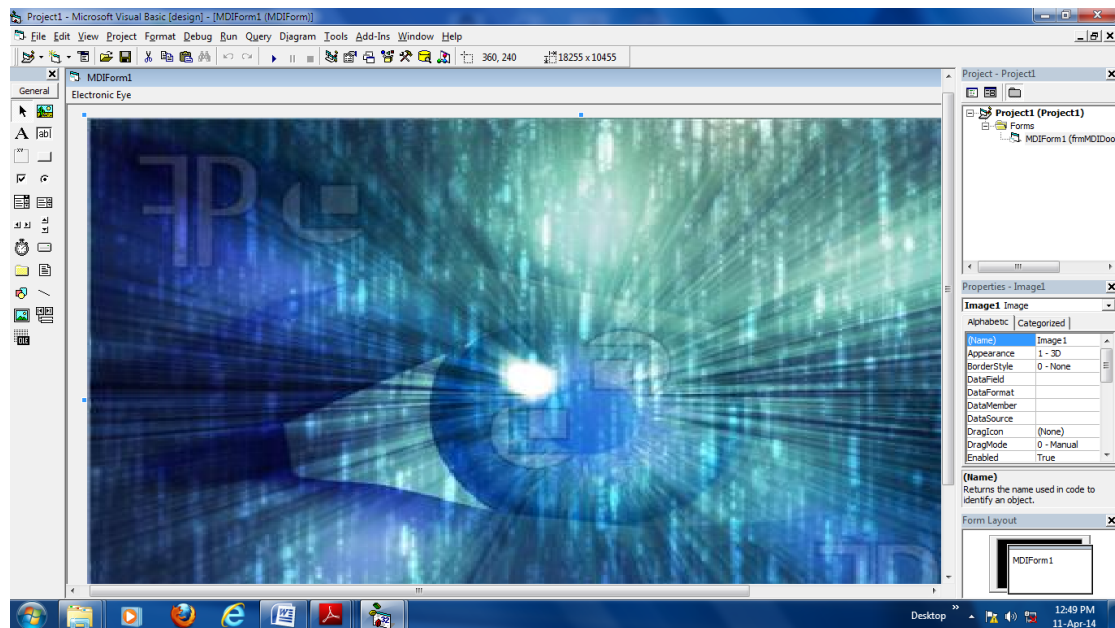 Project1 - Microsoft Visual Basic [design] - [MDIForm1 (MDIForm)]
File Edit View Project Format Debug Run Query Diagram Tools Add-Ins Window Help
360, 240 18255 x 10455
General
A
ab|
OLE
MDIForm1
Electronic Eye
Project - Project1
Project1 (Project1)
Forms
MDIForm1 (frmMDIDoo
Properties - Image1
Image1 Image
Alphabetic Categorized
(Name) Image1
Appearance 1 - 3D
BorderStyle 0 - None
DataField
DataFormat
DataMember
DataSource
DragIcon (None)
DragMode 0 - Manual
Enabled True
(Name)
Returns the name used in code to
identify an object.
Form Layout
MDIForm1
Desktop
12:49 PM
11-Apr-14